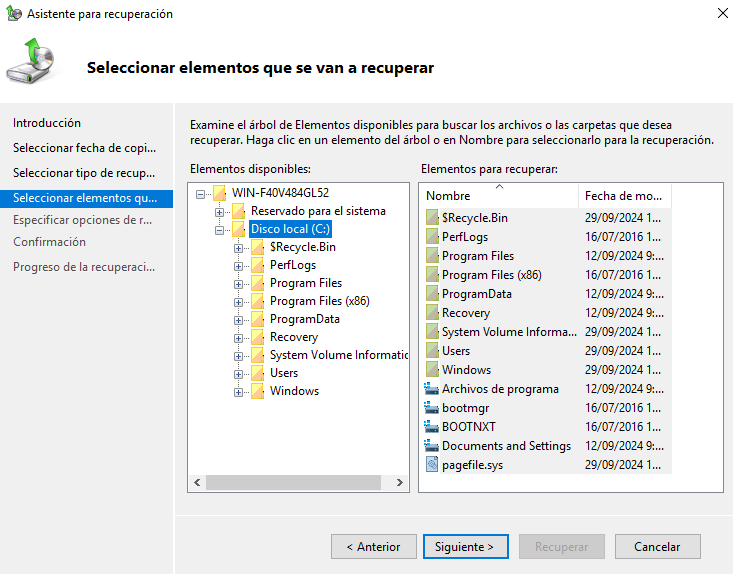 Asistente para recuperación
Seleccionar elementos que se van a recuperar
Introducción
Seleccionar fecha de copi...
Seleccionar tipo de recup...
Seleccionar elementos qu...
Especificar opciones de r...
Confirmación
Progreso de la recuperaci...
Examine el árbol de Elementos disponibles para buscar los archivos o las carpetas que desea
recuperar. Haga clic en un elemento del árbol o en Nombre para seleccionarlo para la recuperación.
Elementos disponibles:
WIN-F40V484GL52
Reservado para el sistema
Disco local (C:)
$Recycle.Bin
PerfLogs
Program Files
Program Files (x86)
ProgramData
Recovery
System Volume Informatic
Users
Windows
Elementos para recuperar:
Nombre Fecha de mo...
$Recycle.Bin 29/09/2024 1...
PerfLogs 16/07/2016 1...
Program Files 12/09/2024 9:...
Program Files (x86) 16/07/2016 1...
ProgramData 12/09/2024 9:...
Recovery 12/09/2024 9:...
System Volume Informa... 29/09/2024 1...
Users 29/09/2024 1...
Windows 29/09/2024 1...
Archivos de programa 12/09/2024 9:...
bootmgr 16/07/2016 1...
BOOTNXT 16/07/2016 1...
Documents and Settings 12/09/2024 9:...
pagefile.sys 29/09/2024 1...
< Anterior
Siguiente >
Recuperar
Cancelar